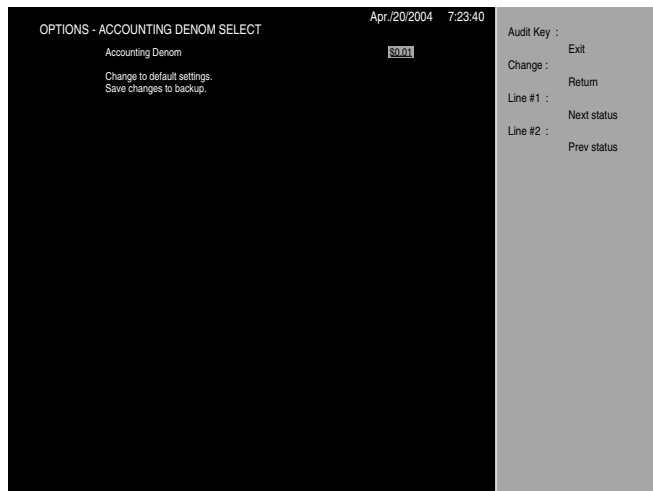 Apr./20/2004 7:23:40
OPTIONS - ACCOUNTING DENOM SELECT
Accounting Denom $0.01
Change to default settings.
Save changes to backup.
Audit Key :
Exit
Change :
Return
Line #1 :
Next status
Line #2 :
Prev status